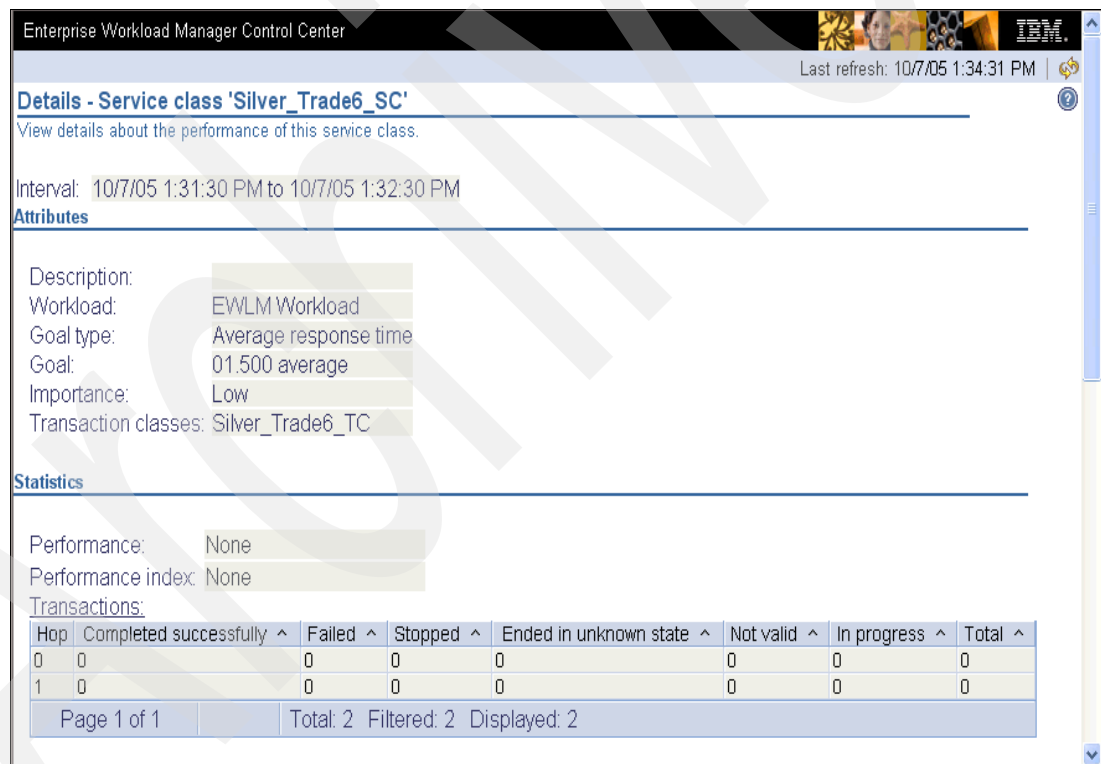 Enterprise Workload Manager Control Center IBM.
Last refresh: 10/7/05 1:34:31 PM
Details - Service class 'Silver_Trade6_SC'
View details about the performance of this service class.
Interval: 10/7/05 1:31:30 PM to 10/7/05 1:32:30 PM
Attributes
Description:
Workload: EWLM Workload
Goal type: Average response time
Goal: 01.500 average
Importance: Low
Transaction classes: Silver_Trade6_TC
Statistics
Performance: None
Performance index: None
Transactions:
Hop Completed successfully ^ Failed ^ Stopped ^ Ended in unknown state ^ Not valid ^ In progress ^ Total ^
0 0 0 0 0 0 0 0
1 0 0 0 0 0 0 0
Page 1 of 1 Total: 2 Filtered: 2 Displayed: 2